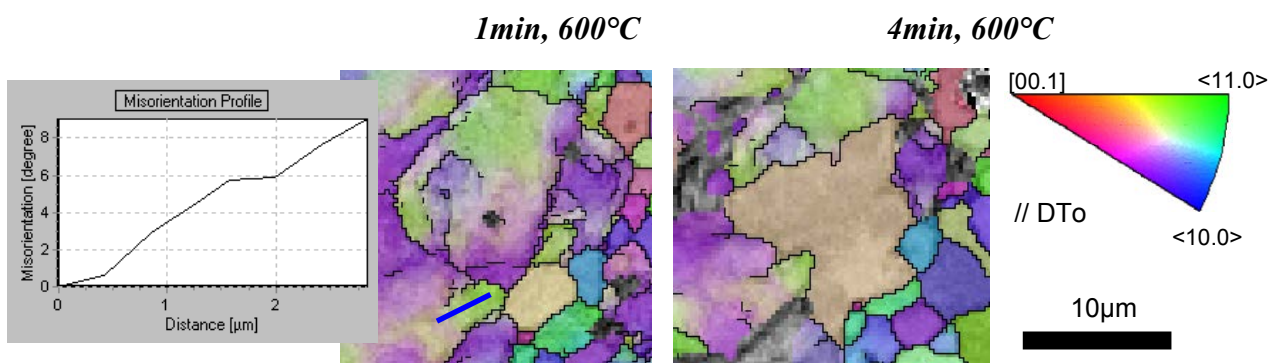 1min, 600°C
4min, 600°C
Misorientation Profile
Misorientation [degree]
8
6
4
2
0
0
1
2
Distance [µm]
[00.1]
<11.0>
// DTo
<10.0>
10µm